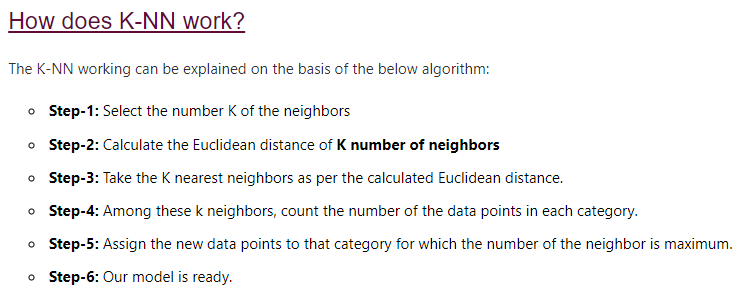 How does K-NN work?
The K-NN working can be explained on the basis of the below algorithm:
Step-1: Select the number K of the neighbors
Step-2: Calculate the Euclidean distance of K number of neighbors
Step-3: Take the K nearest neighbors as per the calculated Euclidean distance.
Step-4: Among these k neighbors, count the number of the data points in each category.
Step-5: Assign the new data points to that category for which the number of the neighbor is maximum.
Step-6: Our model is ready.